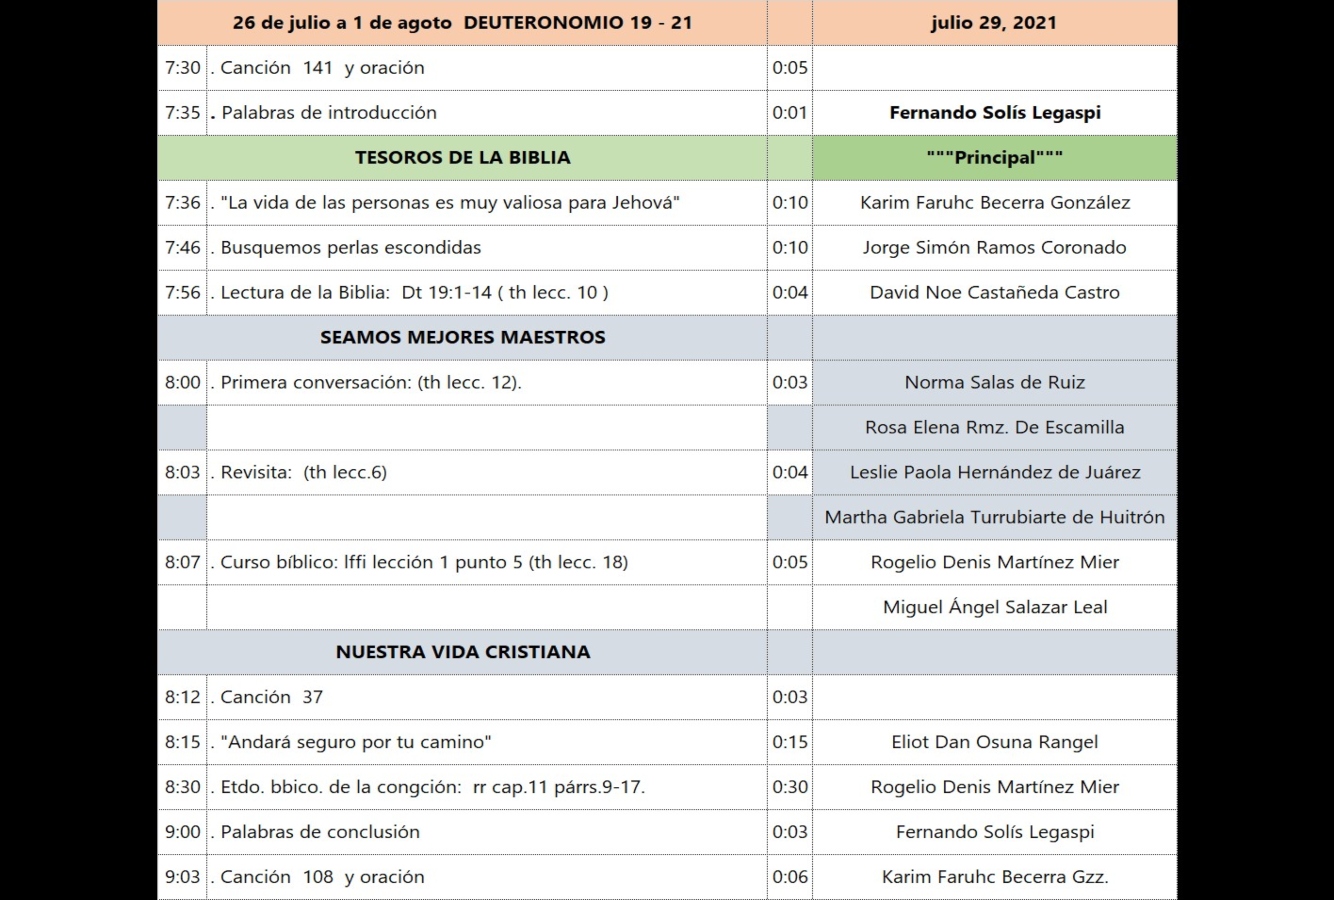 26 de julio a 1 de agoto  DEUTERONOMIO 19 - 21 julio 29, 2021
7:30 . Canción  141  y oración 0:05
7:35 . Palabras de introducción 0:01 Fernando Solís Legaspi
TESOROS DE LA BIBLIA """Principal"""
7:36 . "La vida de las personas es muy valiosa para Jehová" 0:10 Karim Faruhc Becerra González
7:46 . Busquemos perlas escondidas 0:10 Jorge Simón Ramos Coronado
7:56 . Lectura de la Biblia:  Dt 19:1-14 ( th lecc. 10 ) 0:04 David Noe Castañeda Castro
SEAMOS MEJORES MAESTROS
8:00 . Primera conversación: (th lecc. 12). 0:03 Norma Salas de Ruiz
Rosa Elena Rmz. De Escamilla
8:03 . Revisita:  (th lecc.6) 0:04 Leslie Paola Hernández de Juárez
Martha Gabriela Turrubiarte de Huitrón
8:07 . Curso bíblico: lffi lección 1 punto 5 (th lecc. 18) 0:05 Rogelio Denis Martínez Mier
Miguel Ángel Salazar Leal
NUESTRA VIDA CRISTIANA
8:12 . Canción  37 0:03
8:15 . "Andará seguro por tu camino" 0:15 Eliot Dan Osuna Rangel
8:30 . Etdo. bbico. de la congción:  rr cap.11 párrs.9-17. 0:30 Rogelio Denis Martínez Mier
9:00 . Palabras de conclusión 0:03 Fernando Solís Legaspi
9:03 . Canción  108  y oración 0:06 Karim Faruhc Becerra Gzz.